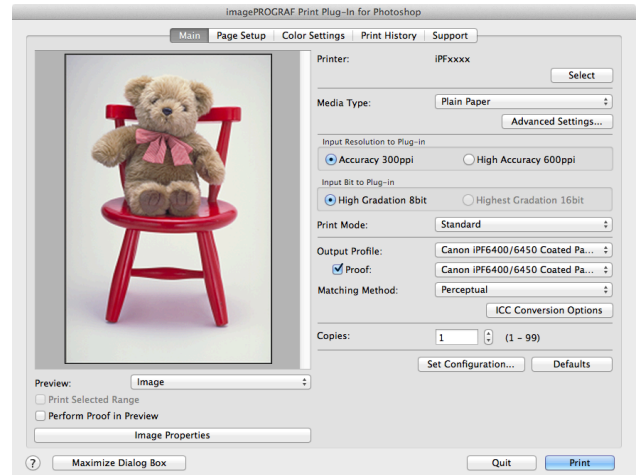 imagePROGRAF Print Plug-In for Photoshop
Main Page Setup Color Settings Print History Support
Printer: iPFxxxx
Select
Media Type: Plain Paper
Advanced Settings...
Input Resolution to Plug-in
Accuracy 300ppi High Accuracy 600ppi
Input Bit to Plug-in
High Gradation 8bit Highest Gradation 16bit
Print Mode: Standard
Output Profile: Canon iPF6400/6450 Coated Pa...
Proof: Canon iPF6400/6450 Coated Pa...
Matching Method: Perceptual
ICC Conversion Options
Copies: 1 (1 – 99)
Set Configuration... Defaults
Preview: Image
Print Selected Range
Perform Proof in Preview
Image Properties
? Maximize Dialog Box Quit Print